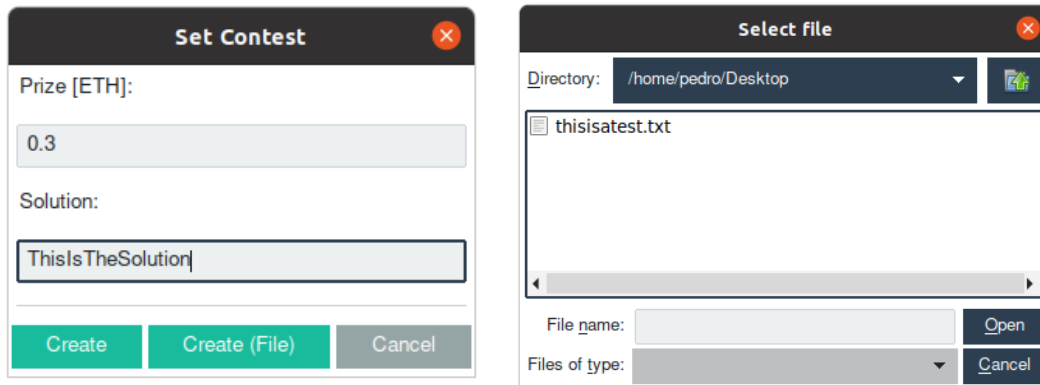 Set Contest
Prize [ETH]:
0.3
Solution:
ThisIsTheSolution
Create Create (File) Cancel
Select file
Directory: /home/pedro/Desktop
thisisatest.txt
File name: Open
Files of type: Cancel